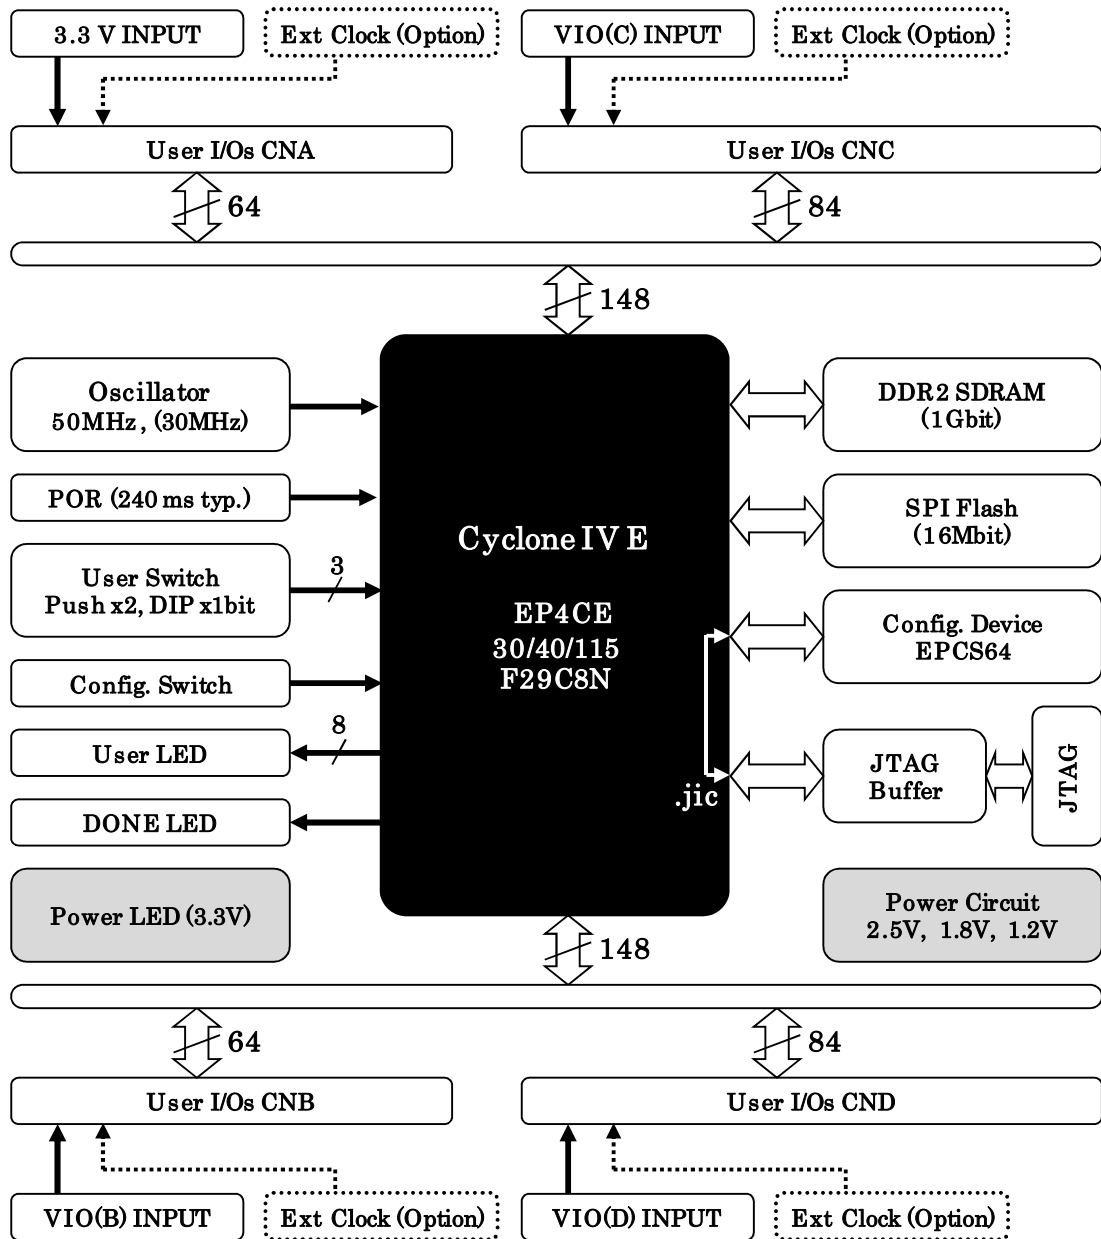 3.3 V INPUT
Ext Clock (Option)
VIO(C) INPUT
Ext Clock (Option)
User I/Os CNA
User I/Os CNC
64
84
148
Oscillator
50MHz, (30MHz)
POR (240 ms typ.)
User Switch
Push x2, DIP x1bit
3
Config. Switch
User LED
8
DONE LED
Power LED (3.3V)
Cyclone IV E
EP4CE
30/40/115
F29C8N
.jic
DDR2 SDRAM
(1Gbit)
SPI Flash
(16Mbit)
Config. Device
EPCS64
JTAG
Buffer
JTAG
Power Circuit
2.5V, 1.8V, 1.2V
148
64
84
User I/Os CNB
User I/Os CND
VIO(B) INPUT
Ext Clock (Option)
VIO(D) INPUT
Ext Clock (Option)